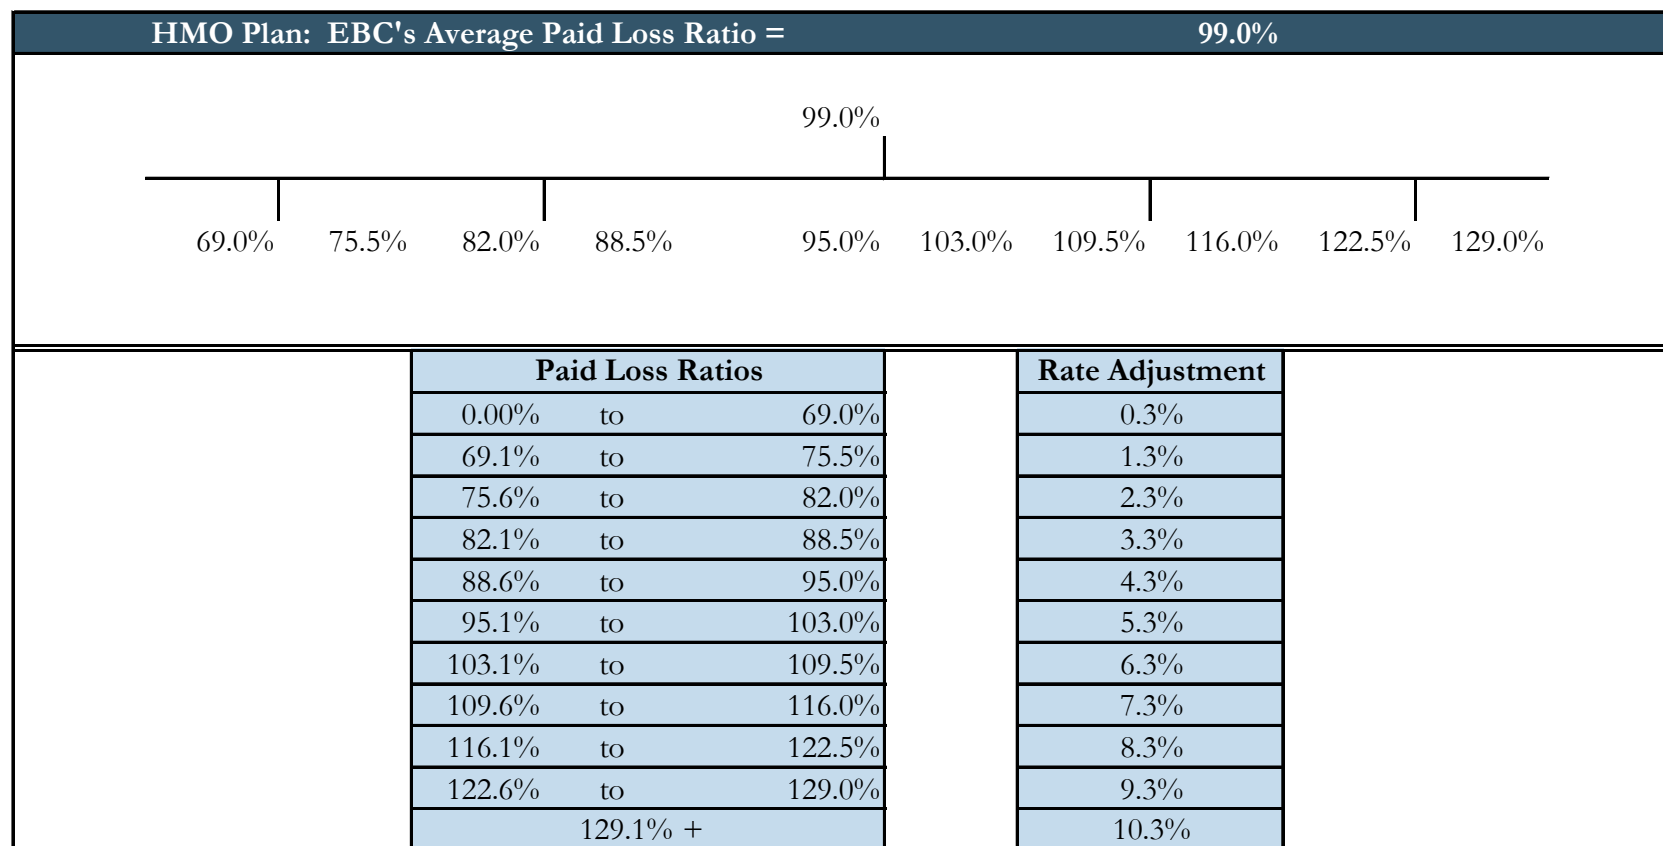 HMO Plan: EBC's Average Paid Loss Ratio = 99.0%
99.0%
69.0% 75.5% 82.0% 88.5% 95.0% 103.0% 109.5% 116.0% 122.5% 129.0%
Paid Loss Ratios Rate Adjustment
0.00% to 69.0% 0.3%
69.1% to 75.5% 1.3%
75.6% to 82.0% 2.3%
82.1% to 88.5% 3.3%
88.6% to 95.0% 4.3%
95.1% to 103.0% 5.3%
103.1% to 109.5% 6.3%
109.6% to 116.0% 7.3%
116.1% to 122.5% 8.3%
122.6% to 129.0% 9.3%
129.1% + 10.3%